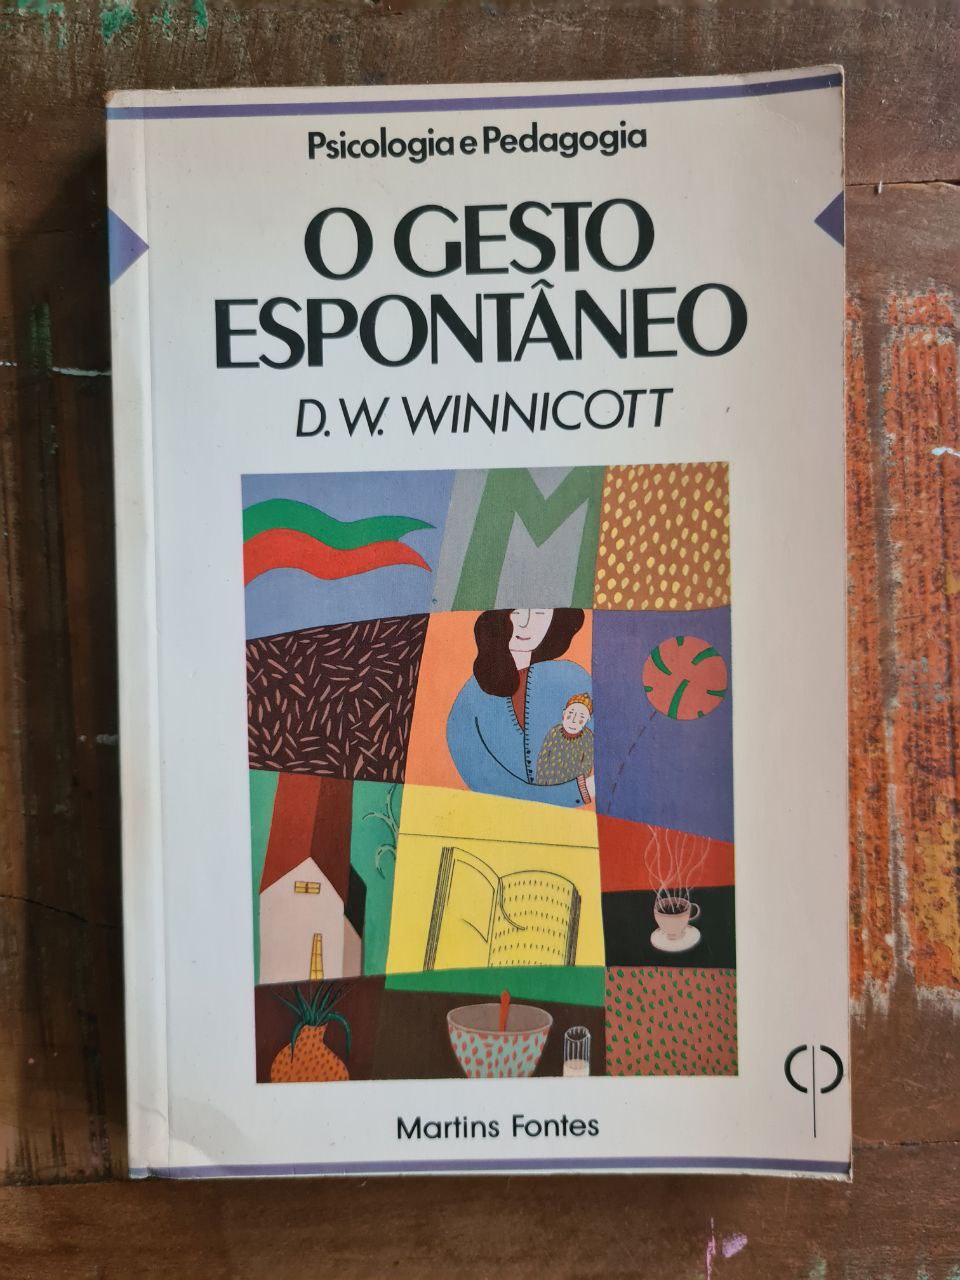 Psicologia e Pedagogia
O GESTO
ESPONTÂNEO
D. W. WINNICOTT
M
Martins Fontes